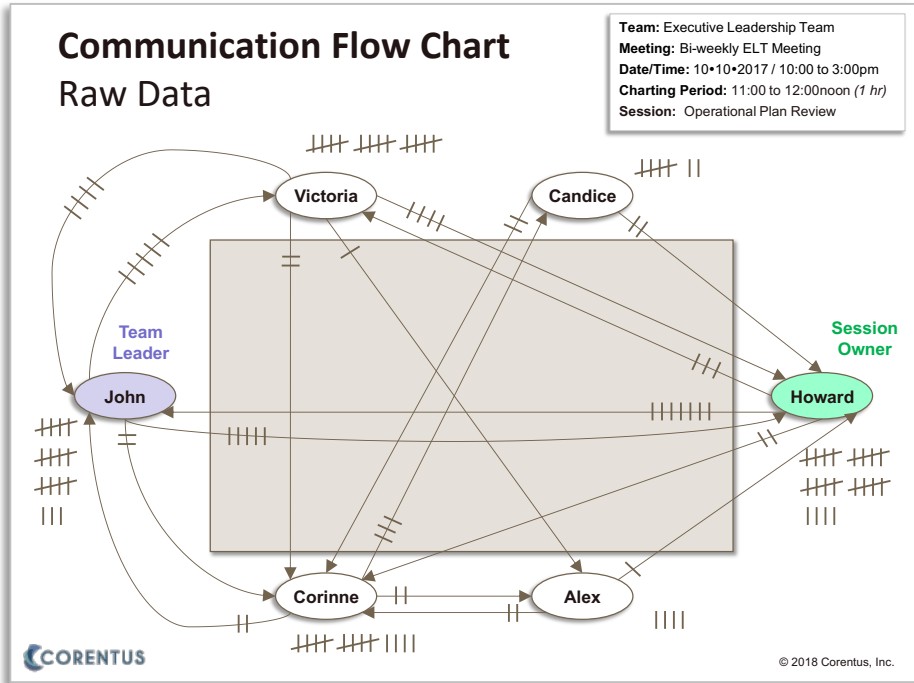 Communication Flow Chart
Raw Data
Team: Executive Leadership Team
Meeting: Bi-weekly ELT Meeting
Date/Time: 10•10•2017 / 10:00 to 3:00pm
Charting Period: 11:00 to 12:00noon (1 hr)
Session: Operational Plan Review
Victoria
Candice
Team
Leader
Session
Owner
John
Howard
Corinne
Alex
CORENTUS
© 2018 Corentus, Inc.